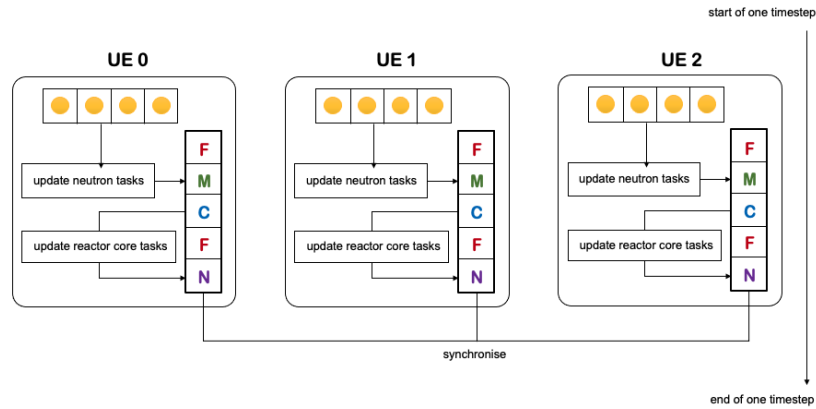 start of one timestep
UE 0
UE 1
UE 2
F
M
C
F
N
update neutron tasks
update reactor core tasks
F
M
C
F
N
update neutron tasks
update reactor core tasks
F
M
C
F
N
update neutron tasks
update reactor core tasks
synchronise
end of one timestep